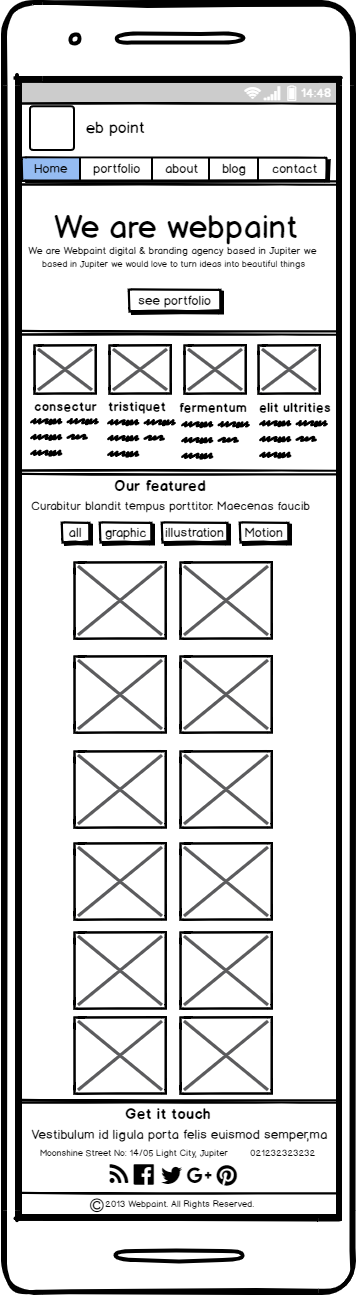 14:48
eb point
Home portfolio about blog contact
We are webpaint
We are Webpaint digital & branding agency based in Jupiter we
based in Jupiter we would love to turn ideas into beautiful things
see portfolio
consectur tristiquet fermentum elit ultrities
Our featured
Curabitur blandit tempus porttitor. Maecenas faucib
all graphic illustration Motion
Get it touch
Vestibulum id ligula porta felis euismod semper,ma
Moonshine Street No: 14/05 Light City, Jupiter 021232323232
G+
©2013 Webpaint. All Rights Reserved.